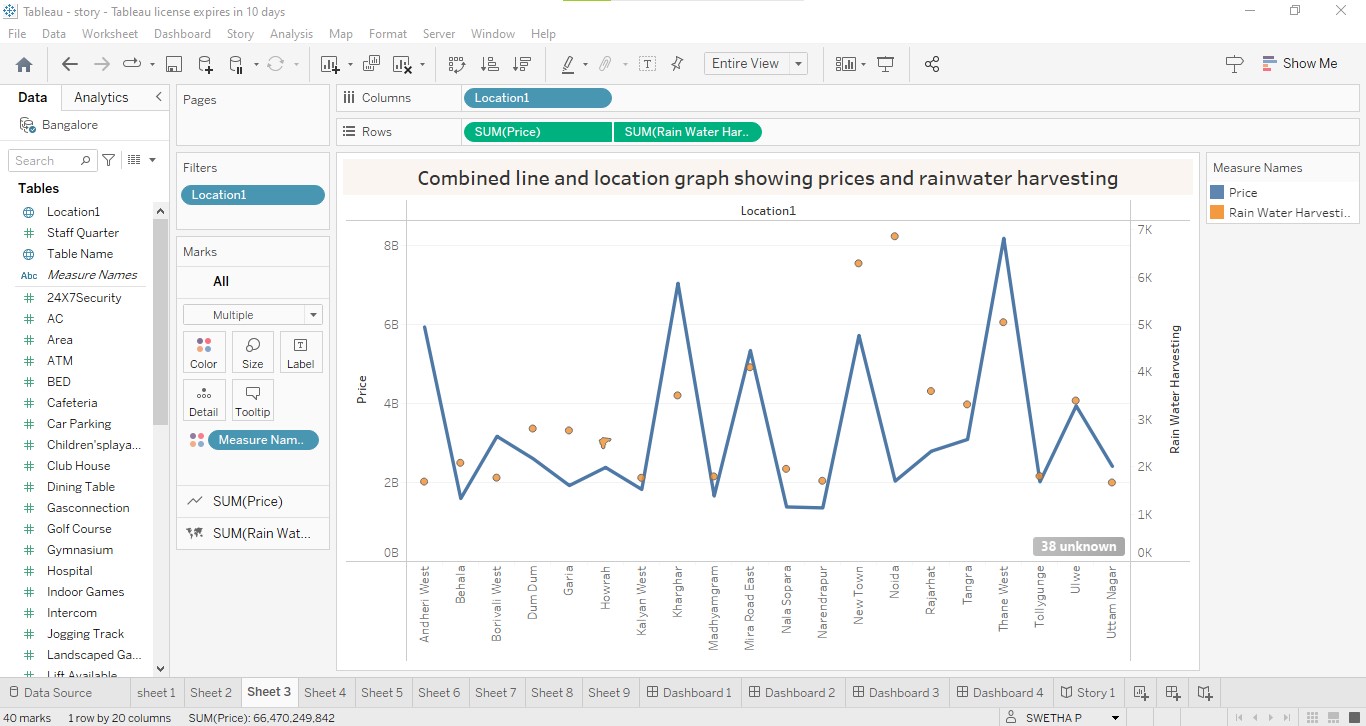 Tableau - story - Tableau license expires in 10 days
File Data Worksheet Dashboard Story Analysis Map Format Server Window Help
Entire View
Show Me
Data Analytics
Bangalore
Search
Tables
Location1
Staff Quarter
Table Name
Abc Measure Names
24X7Security
AC
Area
ATM
BED
Cafeteria
Car Parking
Children'splaya...
Club House
Dining Table
Gasconnection
Golf Course
Gymnasium
Hospital
Indoor Games
Intercom
Jogging Track
Landscaped Ga...
Lift Available
Pages
Filters
Location1
Marks
All
Multiple
Color Size Label
Detail Tooltip
Measure Nam..
SUM(Price)
SUM(Rain Wat...
Columns Location1
Rows SUM(Price) SUM(Rain Water Har..
Combined line and location graph showing prices and rainwater harvesting
Location1
8B
6B
4B
2B
0B
Price
7K
6K
5K
4K
3K
2K
1K
0K
Rain Water Harvesting
38 unknown
Andheri West
Behala
Borivali West
Dum Dum
Garia
Howrah
Kalyan West
Kharghar
Madhyamgram
Mira Road East
Nala Sopara
Narendrapur
New Town
Noida
Rajarhat
Tangra
Thane West
Tollygunge
Ulwe
Uttam Nagar
Measure Names
Price
Rain Water Harvesti..
Data Source sheet 1 Sheet 2 Sheet 3 Sheet 4 Sheet 5 Sheet 6 Sheet 7 Sheet 8 Sheet 9 Dashboard 1 Dashboard 2 Dashboard 3 Dashboard 4 Story 1
40 marks 1 row by 20 columns SUM(Price): 66,470,249,842 SWETHA P